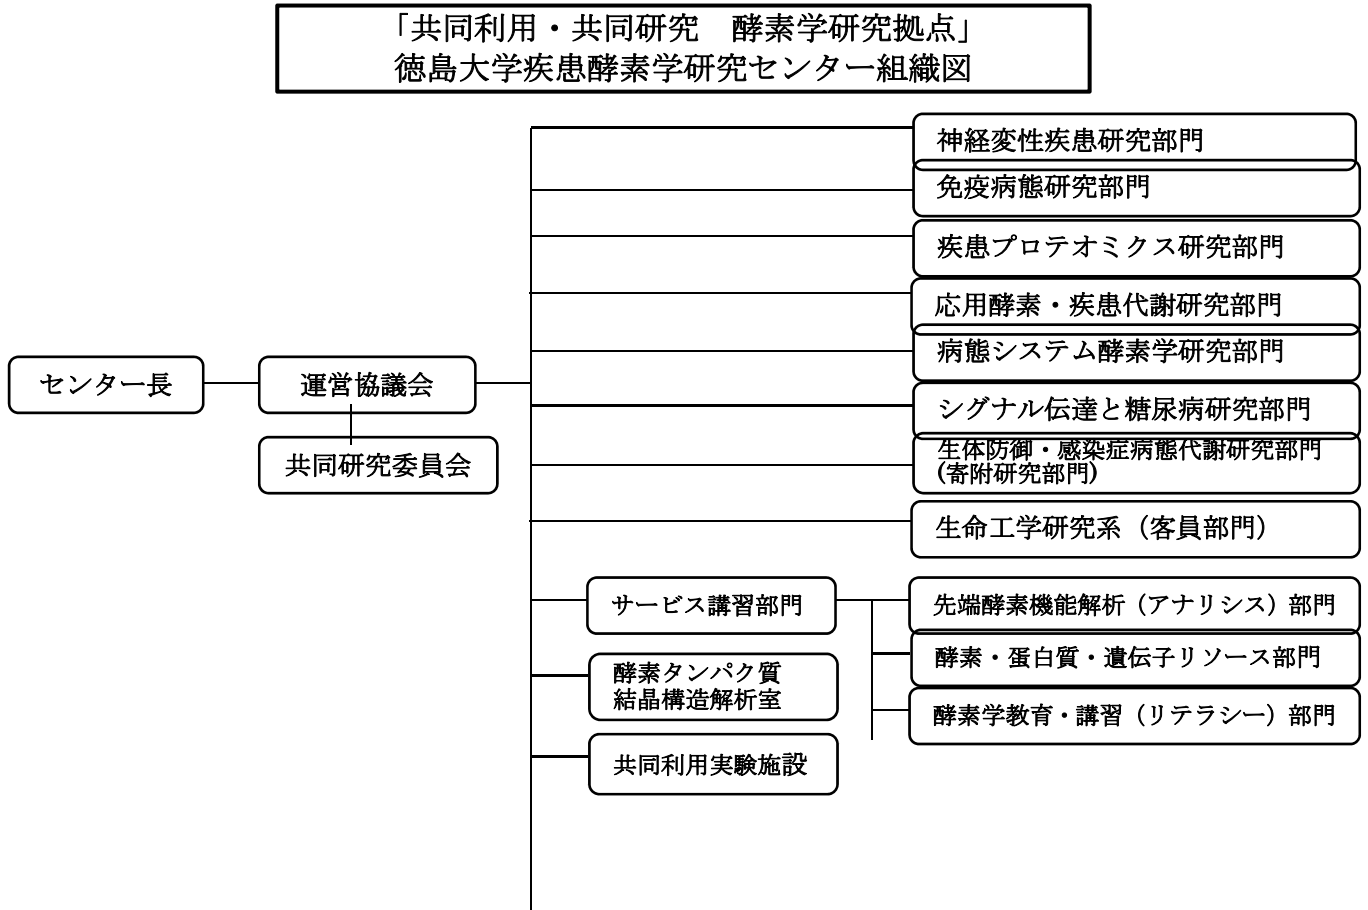 「共同利用・共同研究　酵素学研究拠点」
徳島大学疾患酵素学研究センター組織図
神経変性疾患研究部門
免疫病態研究部門
疾患プロテオミクス研究部門
応用酵素・疾患代謝研究部門
病態システム酵素学研究部門
センター長
運営協議会
シグナル伝達と糖尿病研究部門
共同研究委員会
生体防御・感染症病態代謝研究部門
(寄附研究部門)
生命工学研究系（客員部門）
サービス講習部門
先端酵素機能解析（アナリシス）部門
酵素・蛋白質・遺伝子リソース部門
酵素タンパク質
結晶構造解析室
酵素学教育・講習（リテラシー）部門
共同利用実験施設